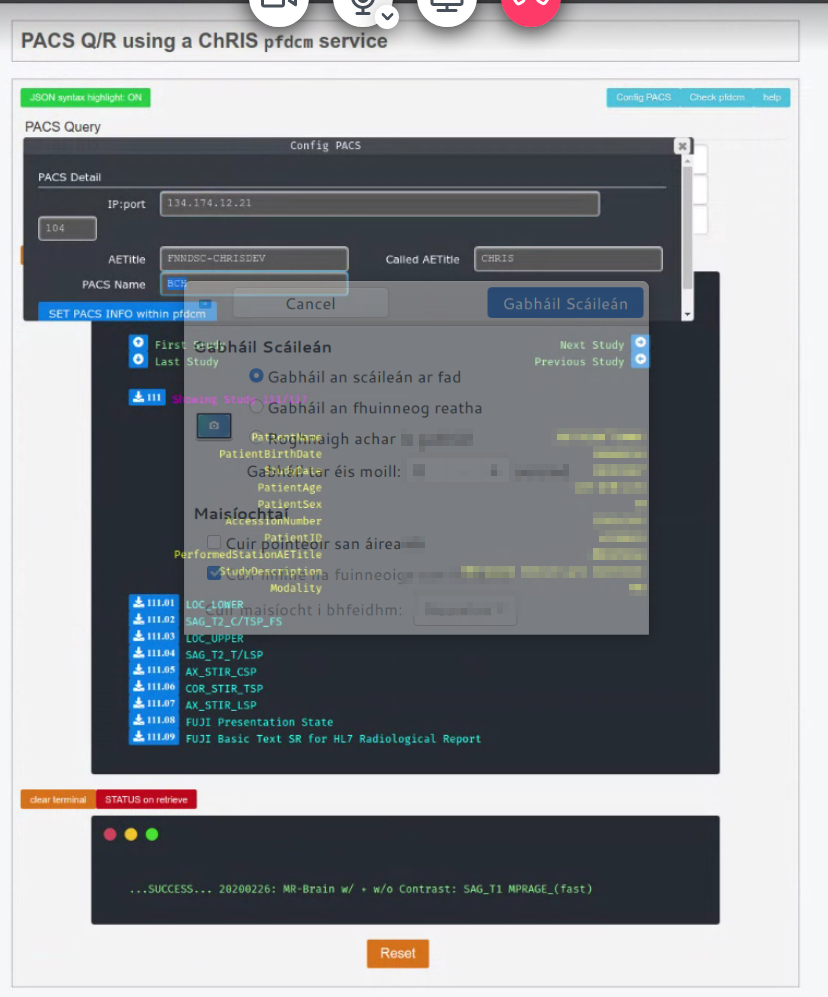 PACS Q/R using a ChRIS pfdcm service
JSON syntax highlight: ON
Config PACS Check pfdcm help
PACS Query
Config PACS
PACS Detail
IP:port 134.174.12.21
104
AETitle FNNDSC-CHRISDEV Called AETitle CHRIS
PACS Name BCH
SET PACS INFO within pfdcm
Cancel Gabháil Scáileán
First Study Next Study
Gabháil Scáileán
Last Study Previous Study
Gabháil an scáileán ar fad
111 Showing Study 111/
Gabháil an fhuinneog reatha
PatientName
Roghnaigh achar
PatientBirthDate
StudyDate
Gabháil tar éis moill:
PatientAge
PatientSex
Maisíochtaí
AccessionNumber
PatientID
Cuir pointeoir san áirea
PerformedStationAETitle
StudyDescription
Cuir imlíne na fuinneoig
Modality
111.01 LOC_LOWER
Cuir maisíocht i bhfeidhm:
111.02 SAG_T2_C/TSP_FS
111.03 LOC_UPPER
111.04 SAG_T2_T/LSP
111.05 AX_STIR_CSP
111.06 COR_STIR_TSP
111.07 AX_STIR_LSP
111.08 FUJI Presentation State
111.09 FUJI Basic Text SR for HL7 Radiological Report
clear terminal STATUS on retrieve
...SUCCESS... 20200226: MR-Brain w/ + w/o Contrast: SAG_T1 MPRAGE_(fast)
Reset